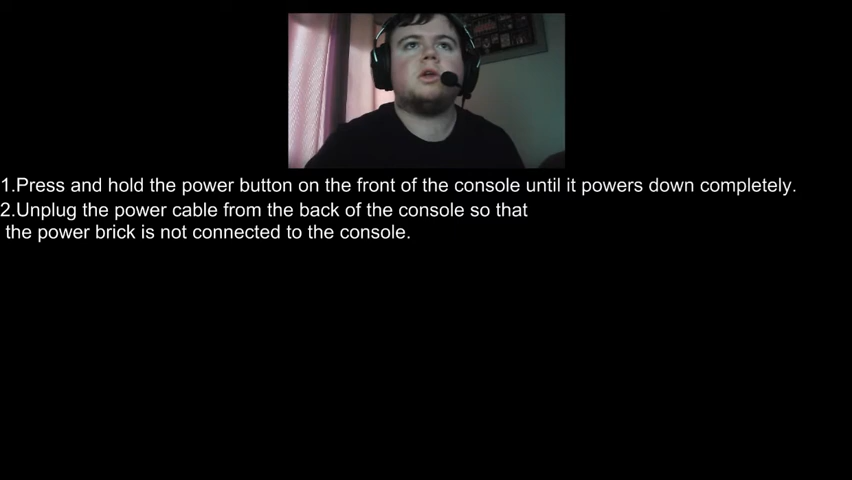 1.Press and hold the power button on the front of the console until it powers down completely.
2.Unplug the power cable from the back of the console so that
the power brick is not connected to the console.